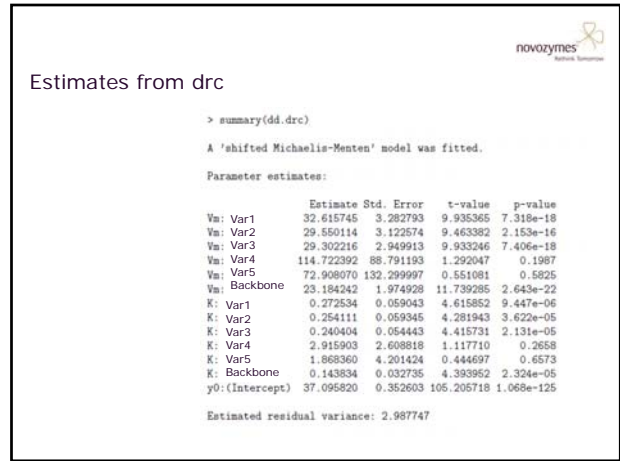 novozymes
Rethink Tomorrow
Estimates from drc
> summary(dd.drc)
A 'shifted Michaelis-Menten' model was fitted.
Parameter estimates:
Estimate Std. Error t-value p-value
Vm: Var1 32.615745 3.282793 9.935365 7.318e-18
Vm: Var2 29.550114 3.122574 9.463382 2.153e-16
Vm: Var3 29.302216 2.949913 9.933246 7.406e-18
Vm: Var4 114.722392 88.791193 1.292047 0.1987
Vm: Var5 72.908070 132.299997 0.551081 0.5825
Vm: Backbone 23.184242 1.974928 11.739285 2.643e-22
K: Var1 0.272534 0.059043 4.615852 9.447e-06
K: Var2 0.254111 0.059345 4.281943 3.622e-05
K: Var3 0.240404 0.054443 4.415731 2.131e-05
K: Var4 2.915903 2.608818 1.117710 0.2658
K: Var5 1.868360 4.201424 0.444697 0.6573
K: Backbone 0.143834 0.032735 4.393952 2.324e-05
y0:(Intercept) 37.095820 0.352603 105.205718 1.068e-125
Estimated residual variance: 2.987747